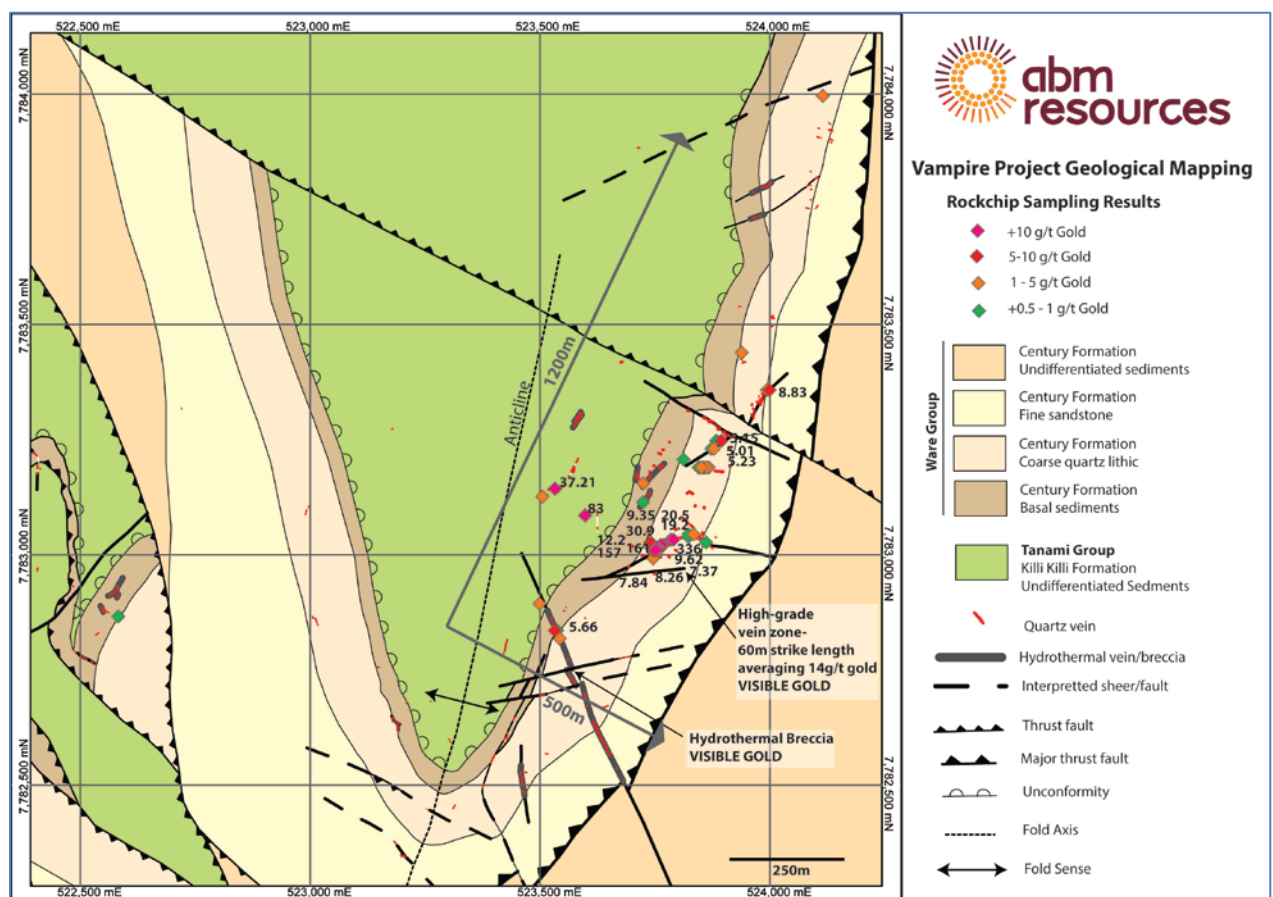 522,500 mE
523,000 mE
523,500 mE
524,000 mE
7,784,000 mN
7,784,000 mN
7,783,500 mN
7,783,500 mN
7,783,000 mN
7,783,000 mN
7,782,500 mN
7,782,500 mN
522,500 mE
523,000 mE
523,500 mE
524,000 mE
Anticline
1200m
500m
8.83
5.01
5.23
37.21
83
9.35
20.5
30.9
19.2
12.2
157
161
336
9.62
7.84
8.26
7.37
5.66
High-grade
vein zone-
60m strike length
averaging 14g/t gold
VISIBLE GOLD
Hydrothermal Breccia
VISIBLE GOLD
250m
abm
resources
Vampire Project Geological Mapping
Rockchip Sampling Results
+10 g/t Gold
5-10 g/t Gold
1 - 5 g/t Gold
+0.5 - 1 g/t Gold
Ware Group
Century Formation
Undifferentiated sediments
Century Formation
Fine sandstone
Century Formation
Coarse quartz lithic
Century Formation
Basal sediments
Tanami Group
Killi Killi Formation
Undifferentiated Sedments
Quartz vein
Hydrothermal vein/breccia
Interpretted sheer/fault
Thrust fault
Major thrust fault
Unconformity
Fold Axis
Fold Sense